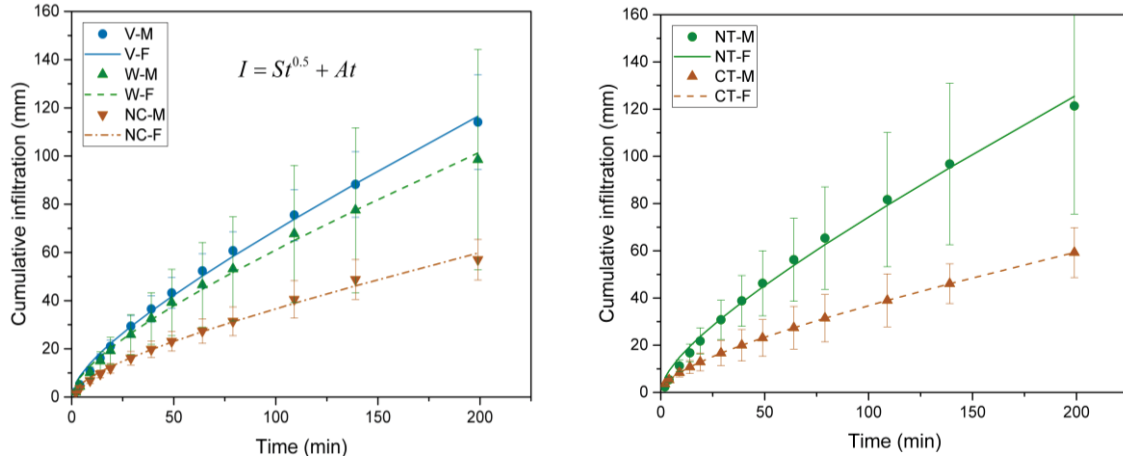 160
140
120
100
80
60
40
20
0
Cumulative infiltration (mm)
V-M
V-F
W-M
W-F
NC-M
NC-F
I = St^0.5 + At
0 50 100 150 200
Time (min)
160
140
120
100
80
60
40
20
0
Cumulative infiltration (mm)
NT-M
NT-F
CT-M
CT-F
0 50 100 150 200
Time (min)